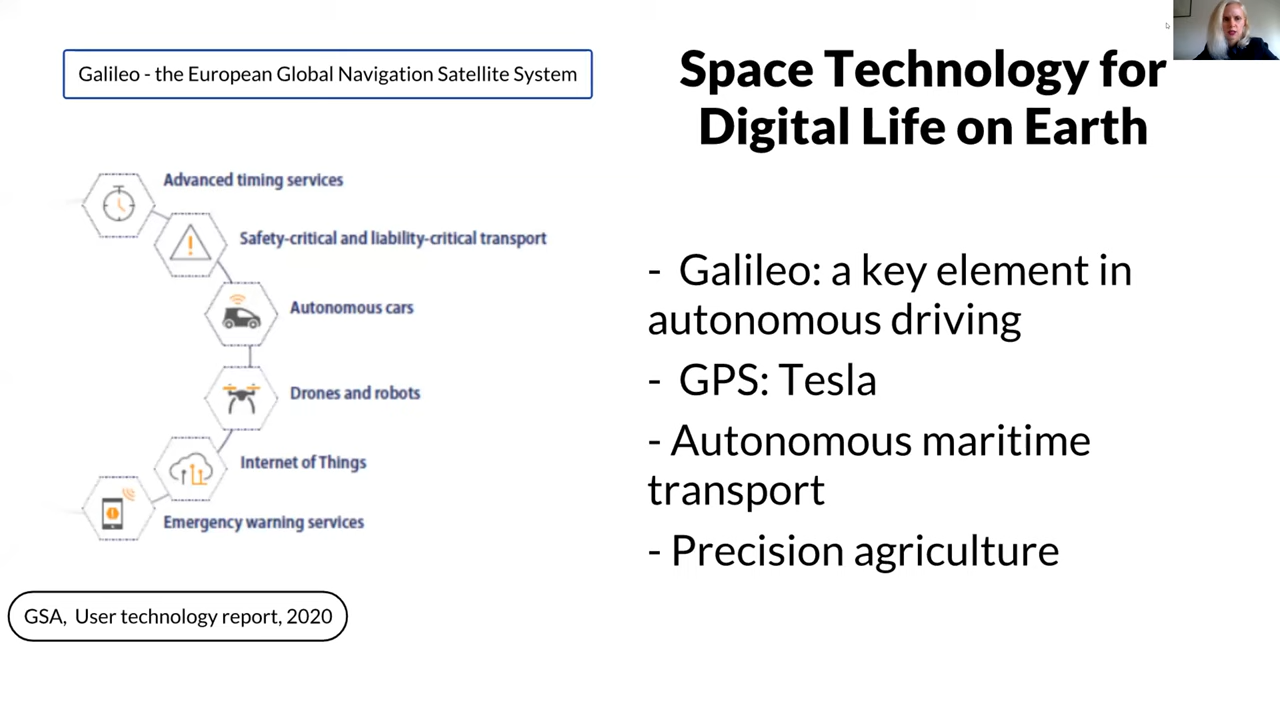 Galileo - the European Global Navigation Satellite System
Advanced timing services
Safety-critical and liability-critical transport
Autonomous cars
Drones and robots
Internet of Things
Emergency warning services
GSA, User technology report, 2020
Space Technology for
Digital Life on Earth
- Galileo: a key element in
autonomous driving
- GPS: Tesla
- Autonomous maritime
transport
- Precision agriculture